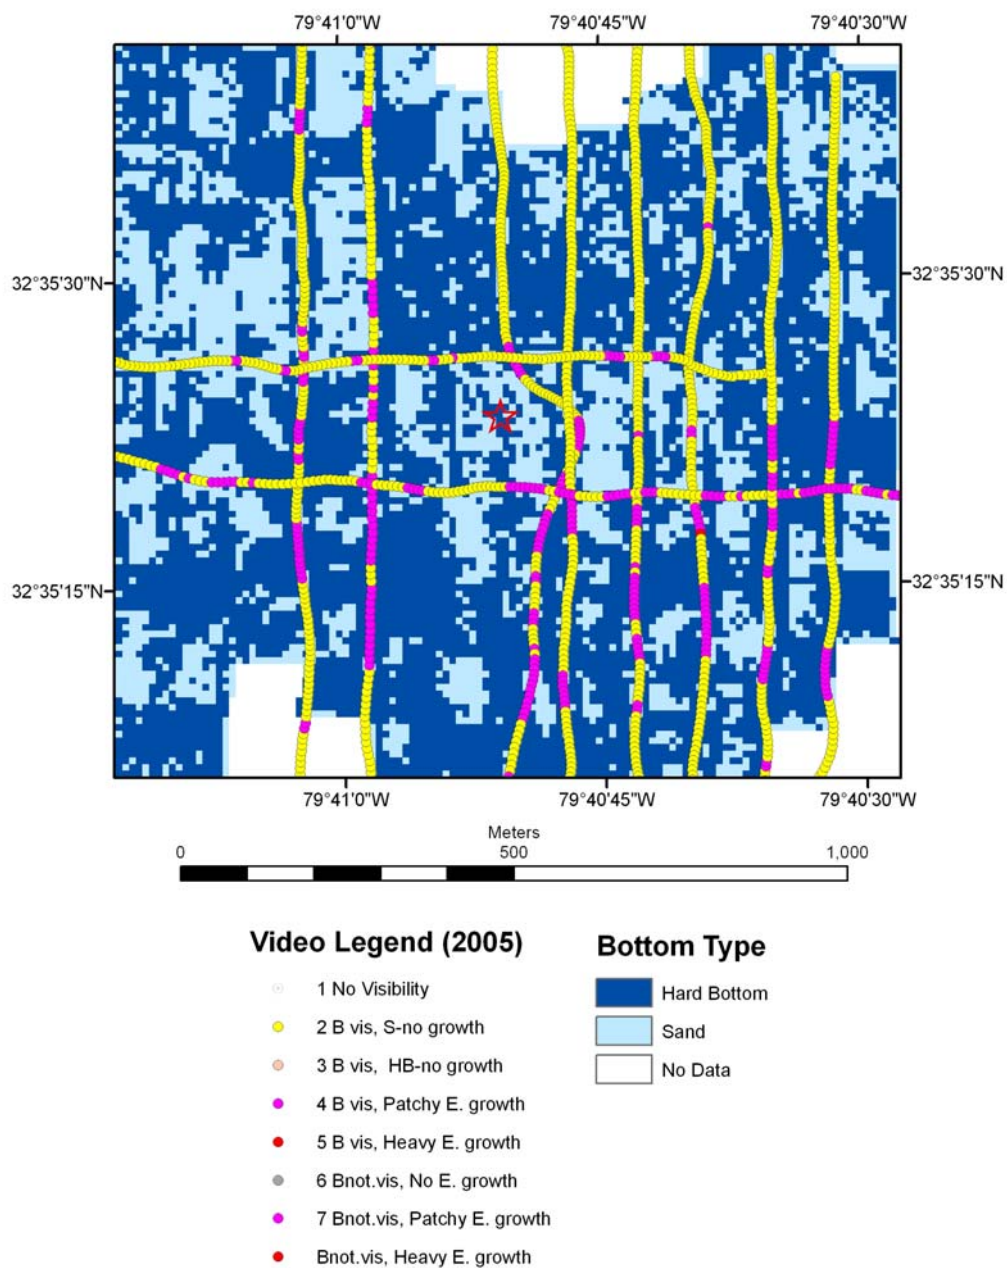 79°41'0"W 79°40'45"W 79°40'30"W
32°35'30"N 32°35'30"N
32°35'15"N 32°35'15"N
79°41'0"W 79°40'45"W 79°40'30"W
Meters
0 500 1,000
Video Legend (2005)
1 No Visibility
2 B vis, S-no growth
3 B vis, HB-no growth
4 B vis, Patchy E. growth
5 B vis, Heavy E. growth
6 Bnot.vis, No E. growth
7 Bnot.vis, Patchy E. growth
Bnot.vis, Heavy E. growth
Bottom Type
Hard Bottom
Sand
No Data